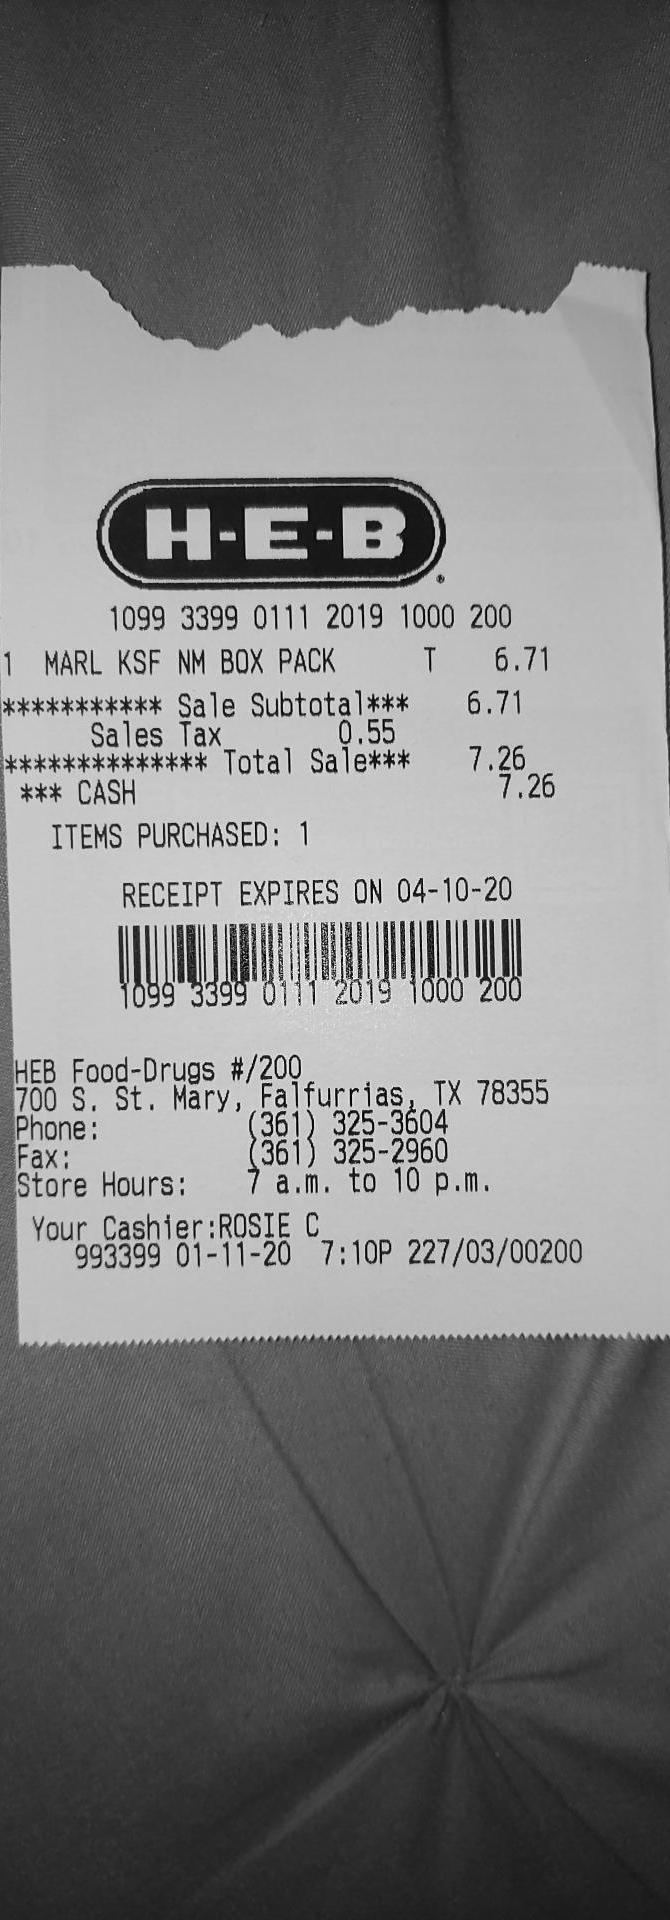 H-E-B
1099 3399 0111 2019 1000 200
1 MARL KSF NM BOX PACK T 6.71
*********** Sale Subtotal*** 6.71
Sales Tax 0.55
************** Total Sale*** 7.26
*** CASH 7.26
ITEMS PURCHASED: 1
RECEIPT EXPIRES ON 04-10-20
1099 3399 0111 2019 1000 200
HEB Food-Drugs #/200
700 S. St. Mary, Falfurrias, TX 78355
Phone: (361) 325-3604
Fax: (361) 325-2960
Store Hours: 7 a.m. to 10 p.m.
Your Cashier:ROSIE C
993399 01-11-20 7:10P 227/03/00200